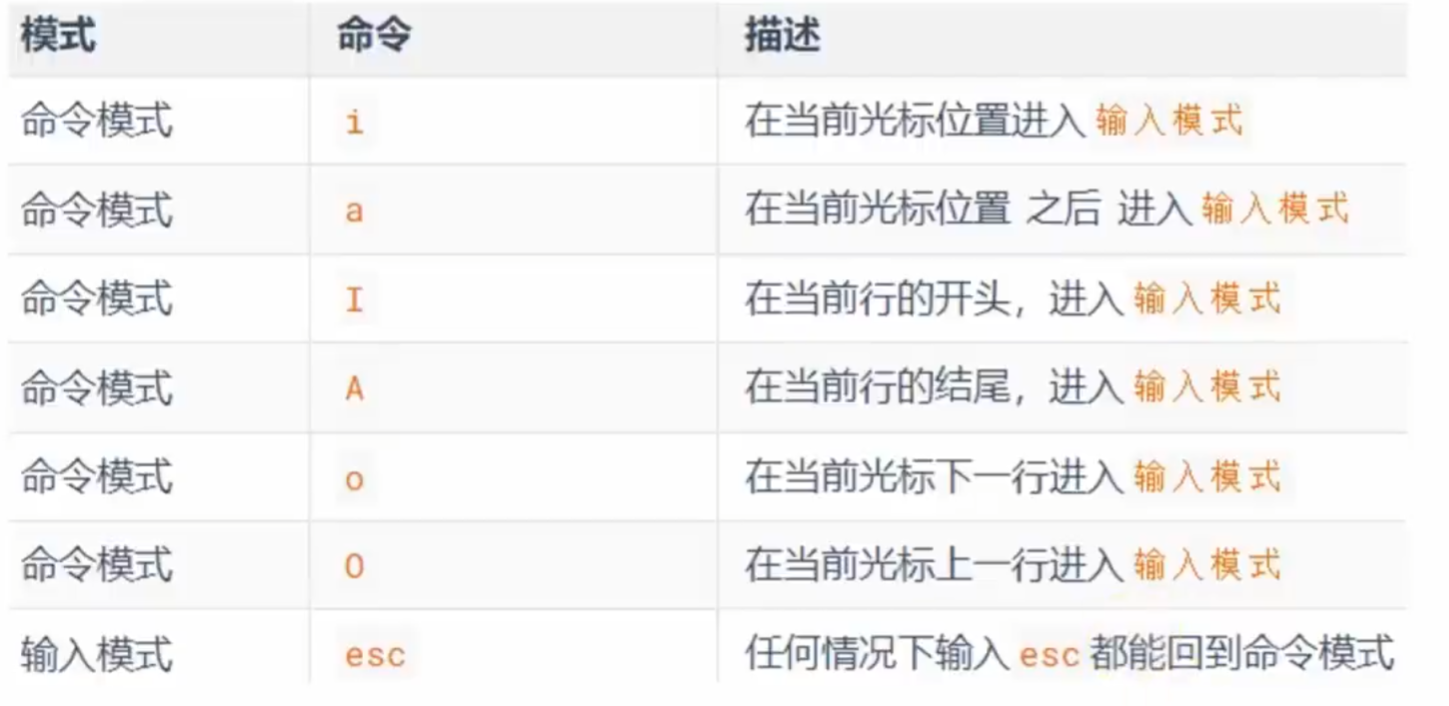 模式 命令 描述
命令模式 i 在当前光标位置进入 输入模式
命令模式 a 在当前光标位置 之后 进入 输入模式
命令模式 I 在当前行的开头，进入 输入模式
命令模式 A 在当前行的结尾，进入 输入模式
命令模式 o 在当前光标下一行进入 输入模式
命令模式 O 在当前光标上一行进入 输入模式
输入模式 esc 任何情况下输入 esc 都能回到命令模式